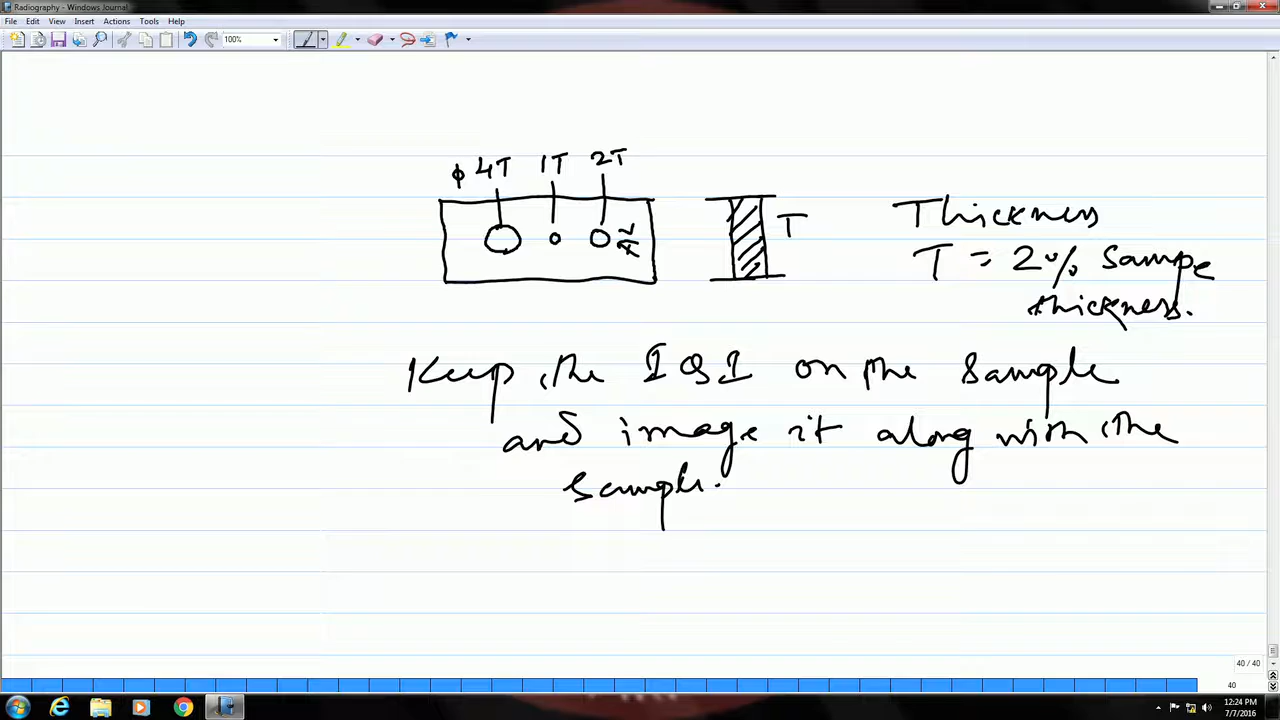 Radiography - Windows Journal
File Edit View Insert Actions Tools Help
100%
ϕ 4T 1T 2T
T
Thickness
T = 2% Sampe
thickness.
Keep the IQI on the sample
and image it along with the
sample.
40 / 40
40
12:24 PM
7/7/2016